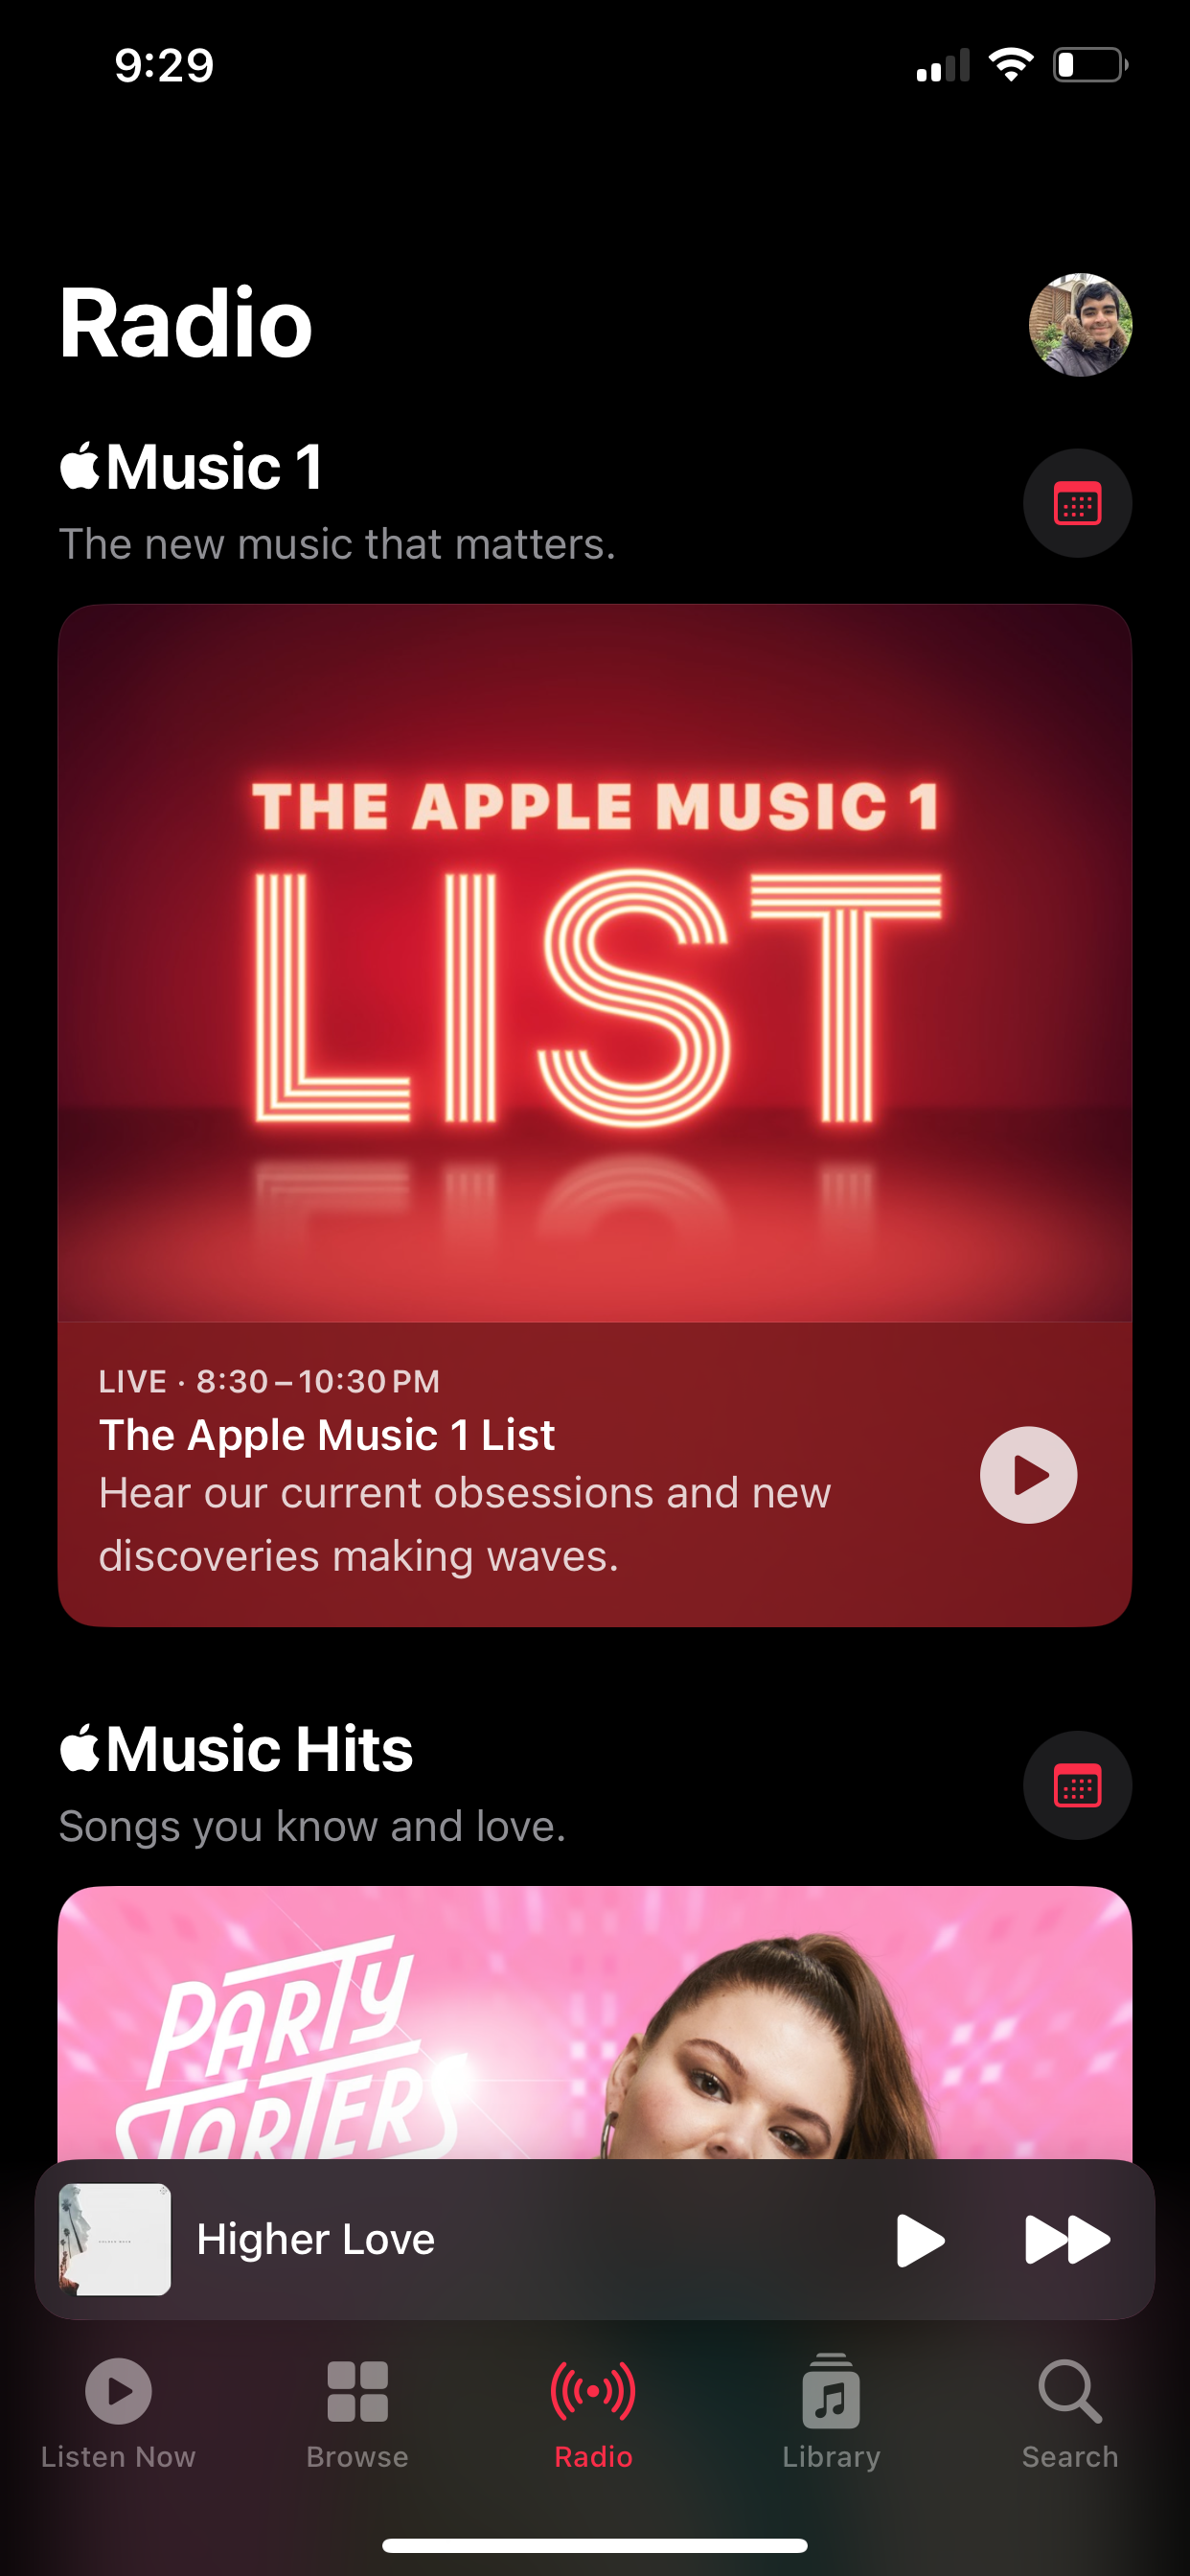 9:29
Radio
Music 1
The new music that matters.
THE APPLE MUSIC 1
LIST
LIVE · 8:30–10:30 PM
The Apple Music 1 List
Hear our current obsessions and new
discoveries making waves.
Music Hits
Songs you know and love.
PARTY
STARTER
Higher Love
Listen Now
Browse
Radio
Library
Search